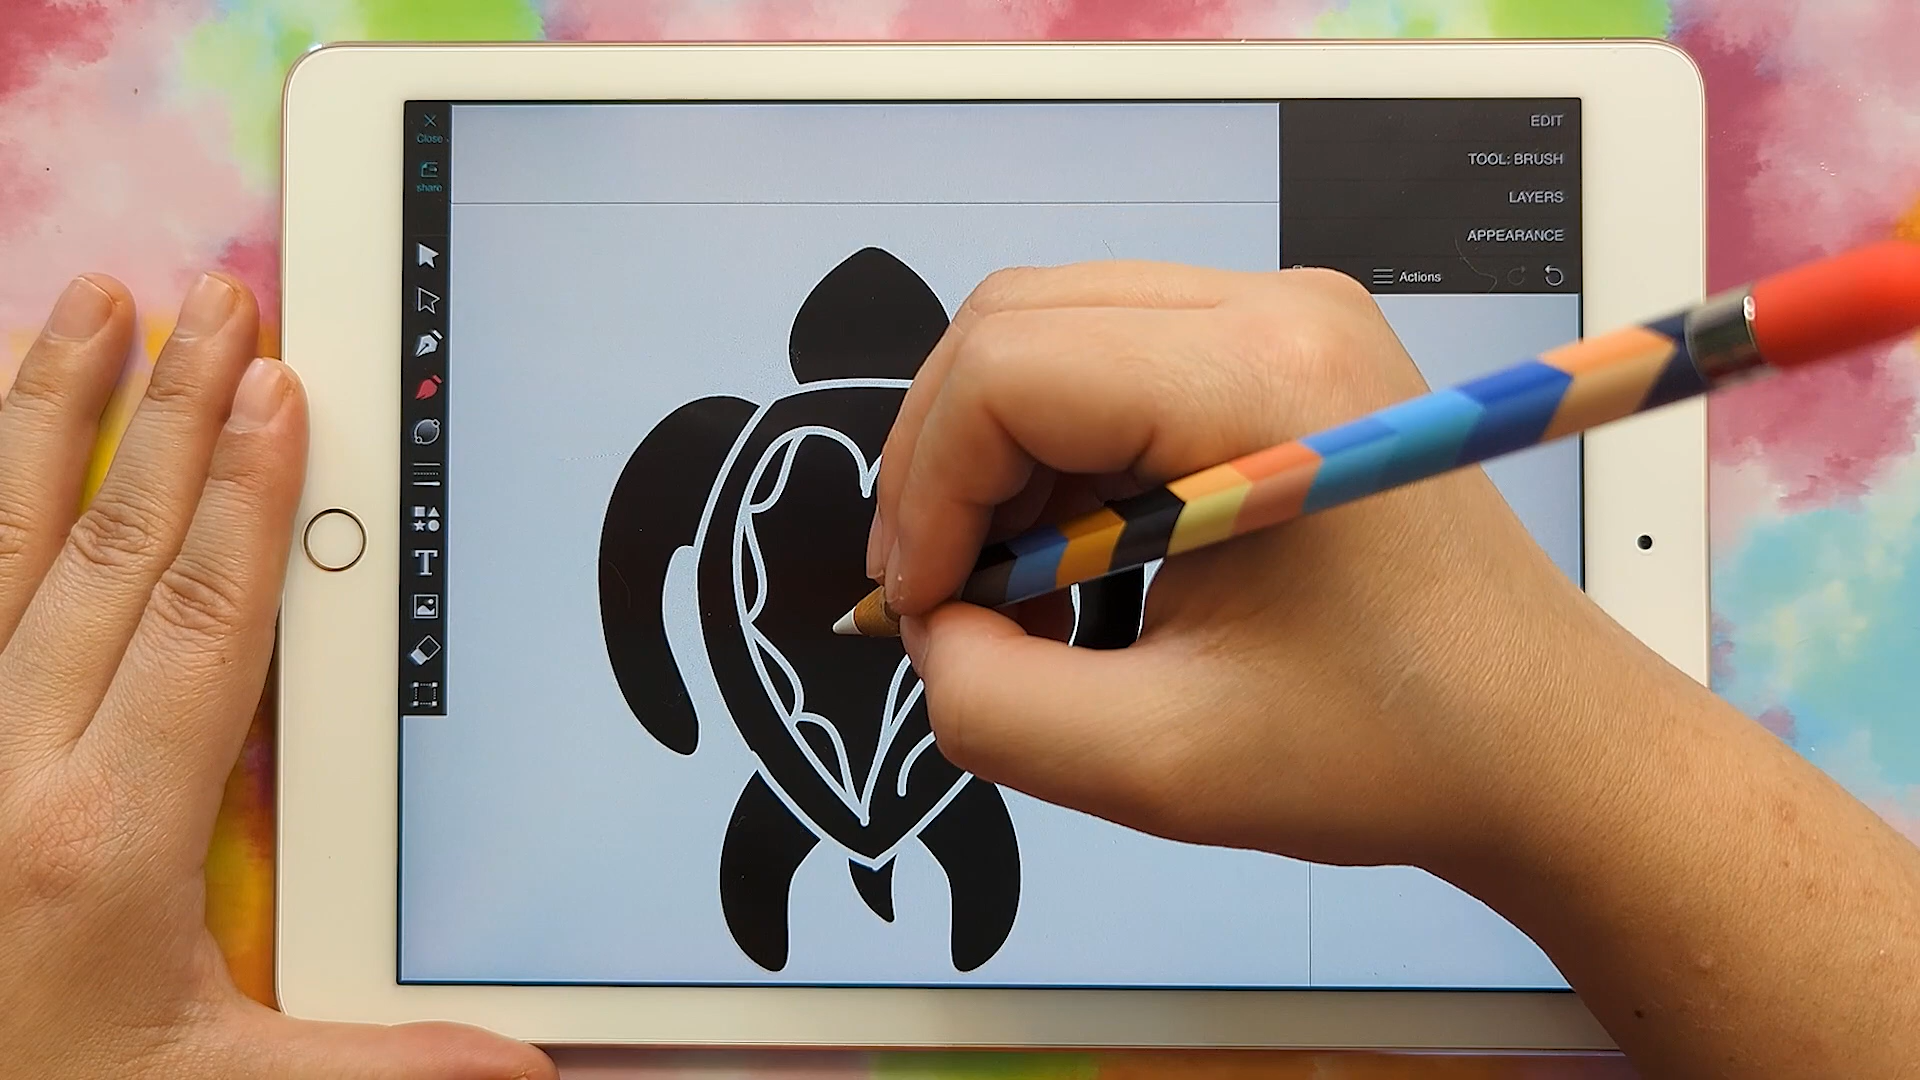 Close
share
EDIT
TOOL: BRUSH
LAYERS
APPEARANCE
Actions
T